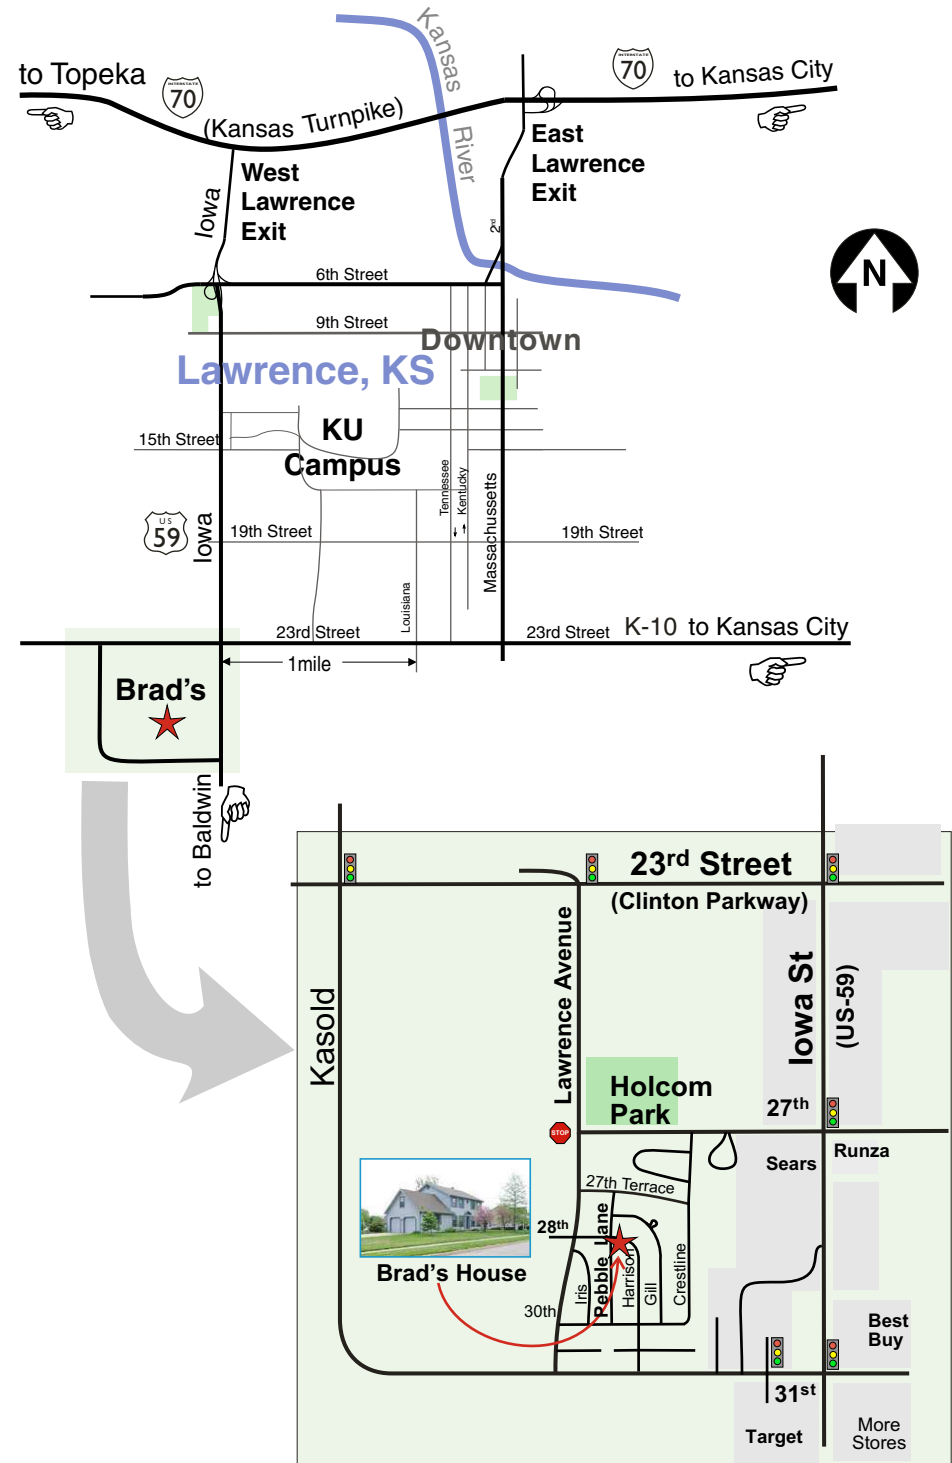 Kansas
River
to Topeka
INTERSTATE
70
(Kansas Turnpike)
INTERSTATE
70
to Kansas City
East
Lawrence
Exit
West
Lawrence
Exit
Iowa
2nd
N
6th Street
9th Street
Downtown
Lawrence, KS
KU
Campus
15th Street
Tennessee
Kentucky
Massachussetts
US
59
Iowa
19th Street
19th Street
Louisiana
23rd Street
23rd Street
K-10 to Kansas City
1mile
Brad's
to Baldwin
23rd Street
(Clinton Parkway)
Kasold
Lawrence Avenue
Iowa St
(US-59)
Holcom
Park
27th
STOP
Sears
Runza
27th Terrace
28th
Pebble Lane
Brad's House
Iris
Harrison
Gill
Crestline
30th
Best
Buy
31st
Target
More
Stores